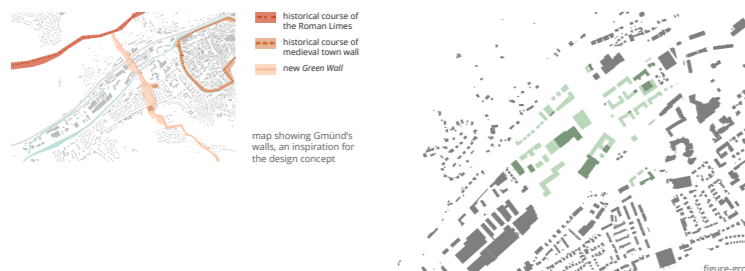 historical course of
the Roman Limes
historical course of
medieval town wall
new Green Wall
map showing Gmünd's
walls, an inspiration for
the design concept